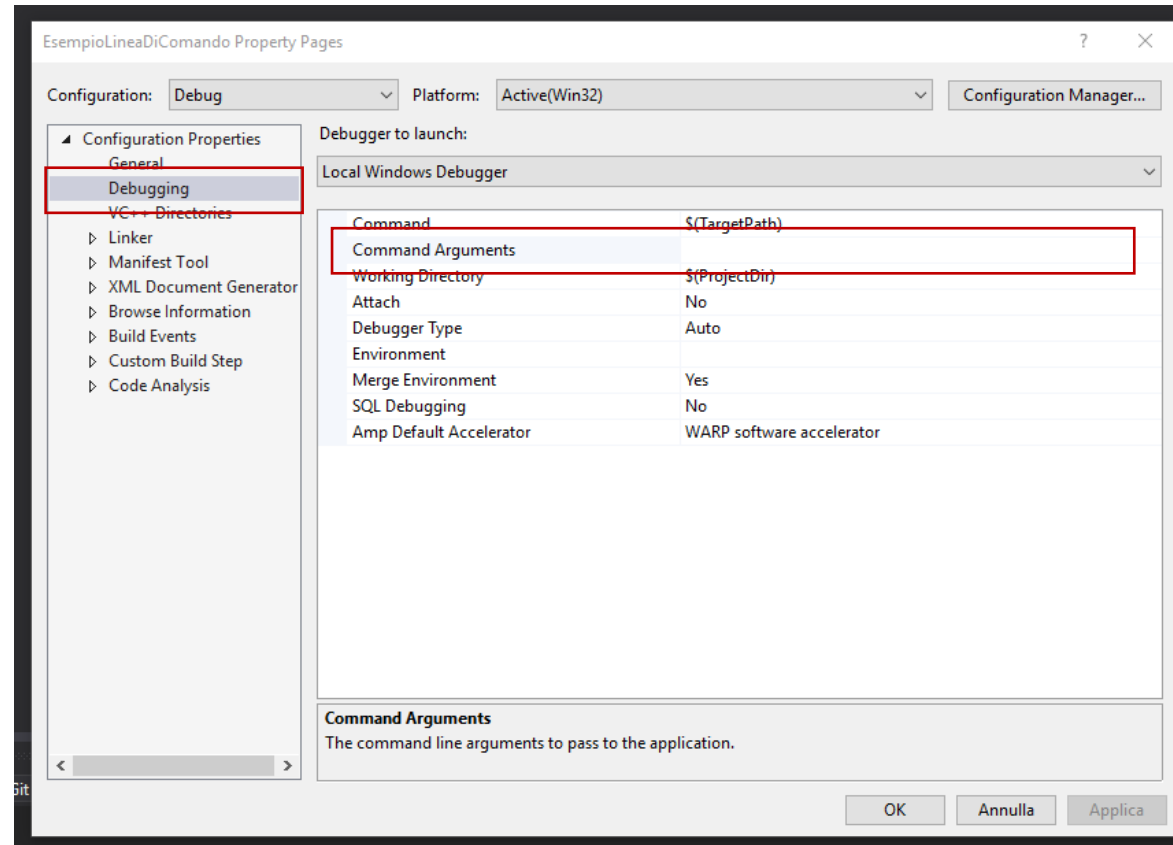 EsempioLineaDiComando Property Pages
?
Configuration: Debug Platform: Active(Win32) Configuration Manager...
Configuration Properties
General
Debugging
VC++ Directories
Linker
Manifest Tool
XML Document Generator
Browse Information
Build Events
Custom Build Step
Code Analysis
Debugger to launch:
Local Windows Debugger
Command $(TargetPath)
Command Arguments
Working Directory $(ProjectDir)
Attach No
Debugger Type Auto
Environment
Merge Environment Yes
SQL Debugging No
Amp Default Accelerator WARP software accelerator
Command Arguments
The command line arguments to pass to the application.
Git
OK Annulla Applica